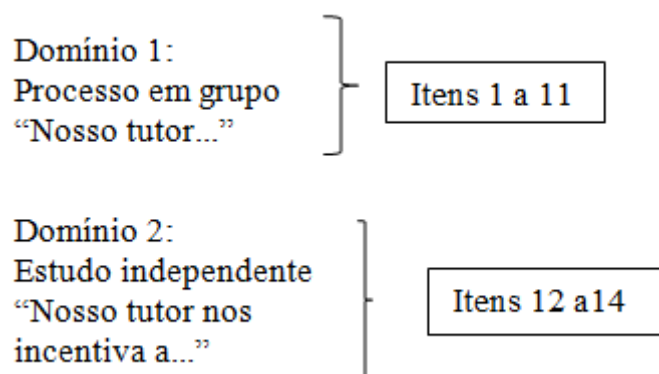 Domínio 1:
Processo em grupo
“Nosso tutor...”
Itens 1 a 11
Domínio 2:
Estudo independente
“Nosso tutor nos
incentiva a...”
Itens 12 a14